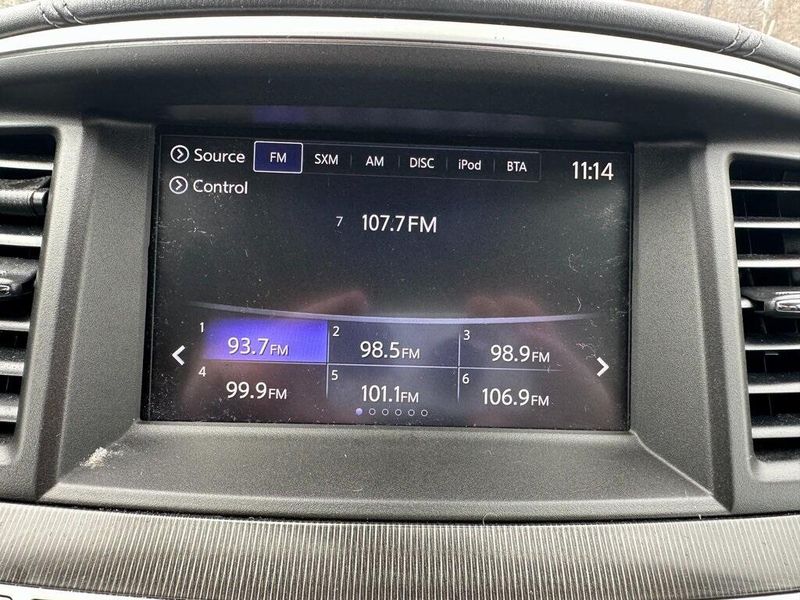 Source FM SXM AM DISC iPod BTA 11:14
Control
7 107.7FM
1 93.7FM 2 98.5FM 3 98.9FM
4 99.9FM 5 101.1FM 6 106.9FM